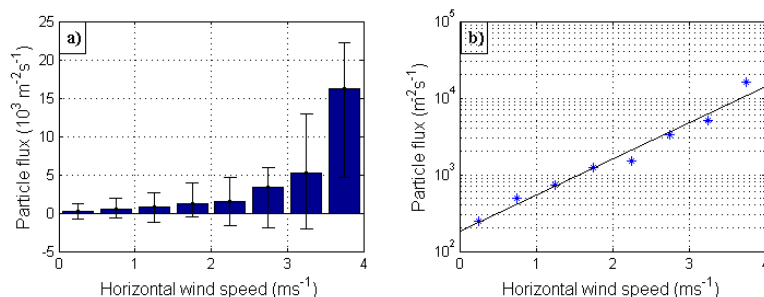 a)
Particle flux (10³ m⁻²s⁻¹)
25
20
15
10
5
0
-5
0 1 2 3 4
Horizontal wind speed (ms⁻¹)
b)
Particle flux (m⁻²s⁻¹)
10⁵
10⁴
10³
10²
0 1 2 3 4
Horizontal wind speed (ms⁻¹)